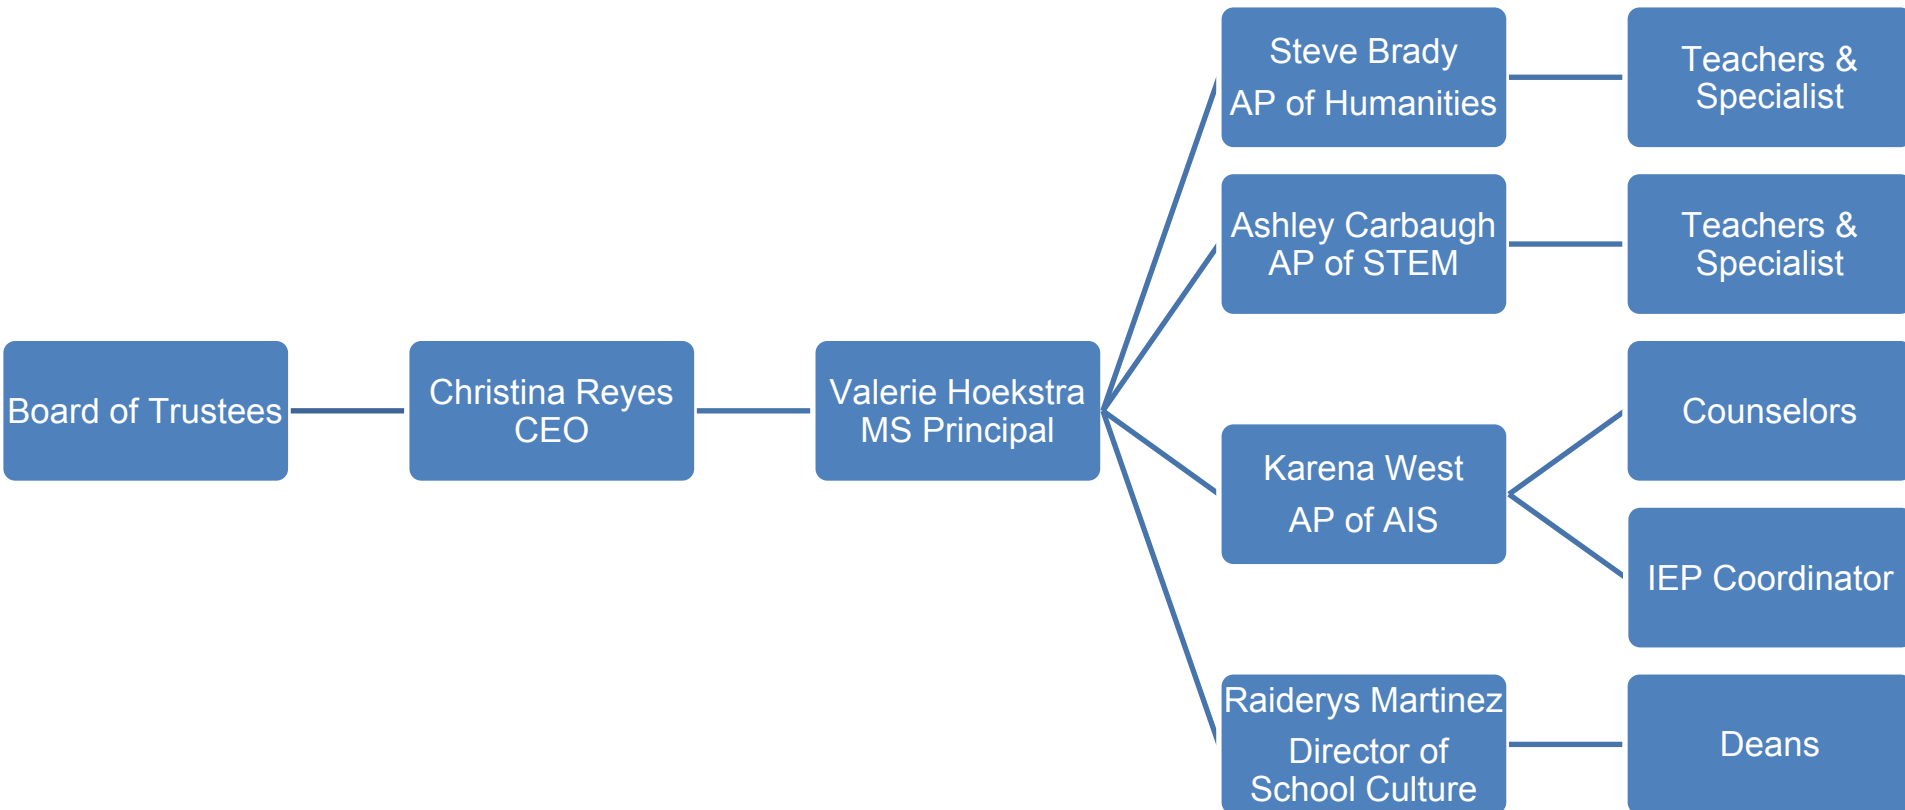 Board of Trustees
Christina Reyes
CEO
Valerie Hoekstra
MS Principal
Steve Brady
AP of Humanities
Teachers &
Specialist
Ashley Carbaugh
AP of STEM
Teachers &
Specialist
Karena West
AP of AIS
Counselors
IEP Coordinator
Raiderys Martinez
Director of
School Culture
Deans